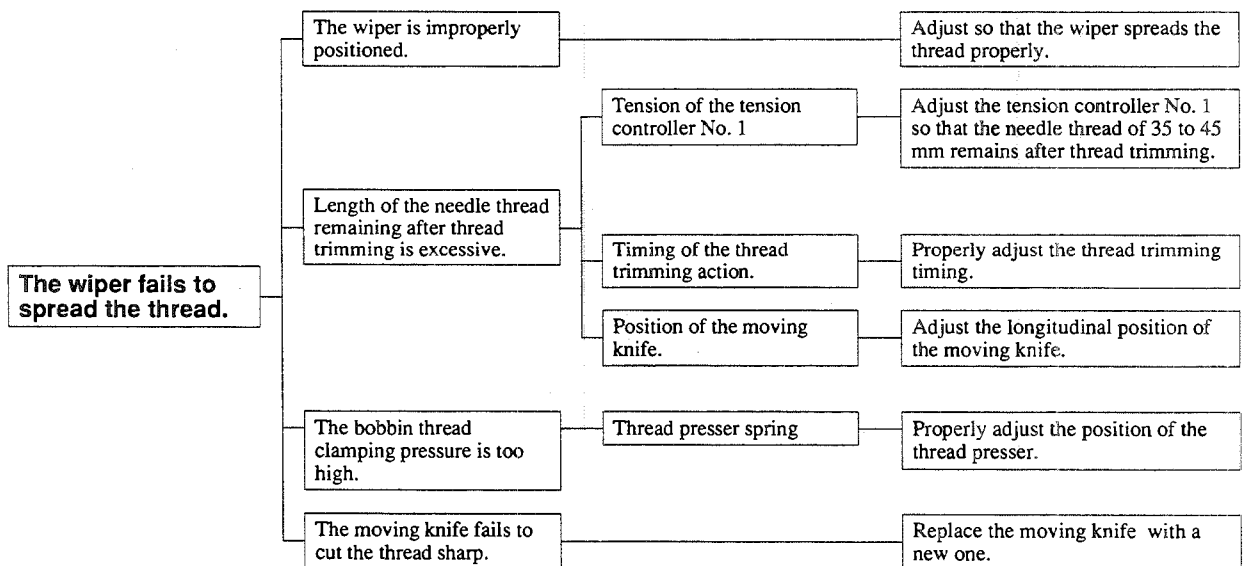 The wiper fails to
spread the thread.
The wiper is improperly
positioned.
Adjust so that the wiper spreads the
thread properly.
Length of the needle thread
remaining after thread
trimming is excessive.
Tension of the tension
controller No. 1
Adjust the tension controller No. 1
so that the needle thread of 35 to 45
mm remains after thread trimming.
Timing of the thread
trimming action.
Properly adjust the thread trimming
timing.
Position of the moving
knife.
Adjust the longitudinal position of
the moving knife.
The bobbin thread
clamping pressure is too
high.
Thread presser spring
Properly adjust the position of the
thread presser.
The moving knife fails to
cut the thread sharp.
Replace the moving knife with a
new one.